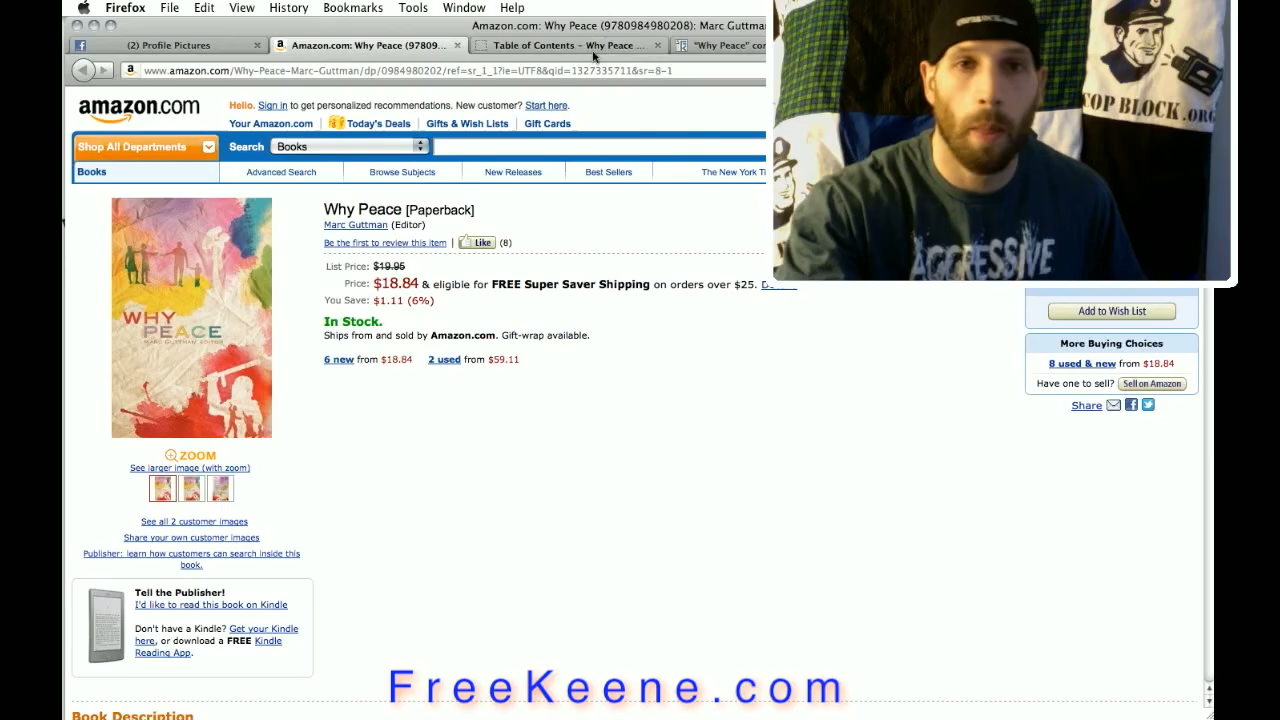 Firefox File Edit View History Bookmarks Tools Window Help
Amazon.com: Why Peace (9780984980208): Marc Guttman
(2) Profile Pictures
Amazon.com: Why Peace (97809...
Table of Contents – Why Peace ...
"Why Peace" con
www.amazon.com/Why-Peace-Marc-Guttman/dp/0984980202/ref=sr_1_1?ie=UTF8&qid=1327335711&sr=8-1
COP BLOCK.ORG
AGGRESSIVE
amazon.com
Hello. Sign in to get personalized recommendations. New customer? Start here.
Your Amazon.com Today's Deals Gifts & Wish Lists Gift Cards
Shop All Departments Search Books
Books Advanced Search Browse Subjects New Releases Best Sellers The New York Ti
Why Peace [Paperback]
Marc Guttman (Editor)
Be the first to review this item Like (8)
List Price: $19.95
Price: $18.84 & eligible for FREE Super Saver Shipping on orders over $25.
You Save: $1.11 (6%)
In Stock.
Ships from and sold by Amazon.com. Gift-wrap available.
6 new from $18.84 2 used from $59.11
WHY
PEACE
MARC GUTTMAN, EDITOR
ZOOM
See larger image (with zoom)
See all 2 customer images
Share your own customer images
Publisher: learn how customers can search inside this
book.
Tell the Publisher!
I'd like to read this book on Kindle
Don't have a Kindle? Get your Kindle
here, or download a FREE Kindle
Reading App.
Add to Wish List
More Buying Choices
8 used & new from $18.84
Have one to sell? Sell on Amazon
Share
FreeKeene.com
Book Description